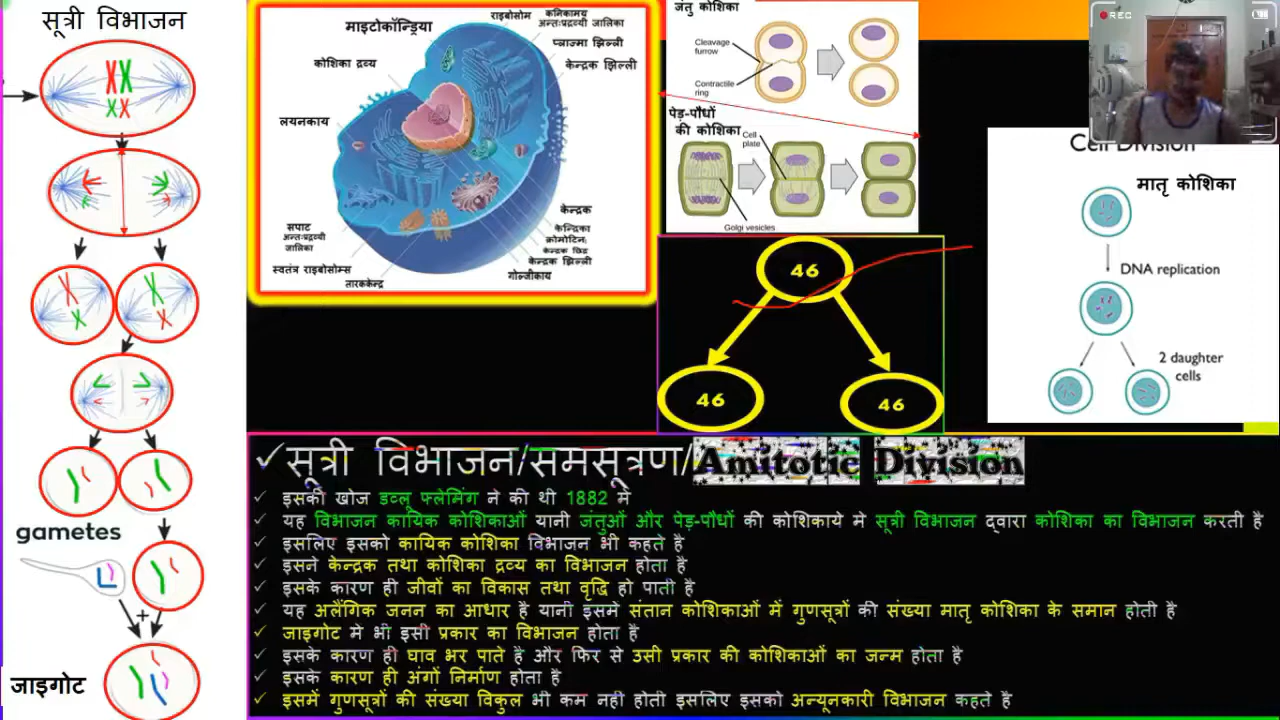 सूत्री विभाजन
gametes
जाइगोट
माइटोकॉन्ड्रिया
राइबोसोम
कनिकामय
अन्तःप्रद्रव्यी जालिका
प्लाज्मा झिल्ली
केन्द्रक झिल्ली
कोशिका द्रव्य
लयनकाय
सपाट
अन्तःप्रद्रव्यी
जालिका
स्वतंत्र राइबोसोम्स
तारककेन्द्र
केन्द्रक
केन्द्रिका
क्रोमोटिन
केन्द्रक छिद्र
केन्द्रक झिल्ली
गोल्जीकाय
जंतु कोशिका
Cleavage
furrow
Contractile
ring
पेड़-पौधों
की कोशिका
Cell
plate
Golgi vesicles
46
46
46
REC
Cell Division
मातृ कोशिका
DNA replication
2 daughter
cells
सूत्री विभाजन/समसूत्रण/Amitotic Division
इसकी खोज डव्लू फ्लेमिंग ने की थी 1882 मे
यह विभाजन कायिक कोशिकाओं यानी जंतुओं और पेड़-पौधों की कोशिकाये मे सूत्री विभाजन द्वारा कोशिका का विभाजन करती है
इसलिए इसको कायिक कोशिका विभाजन भी कहते है
इसने केन्द्रक तथा कोशिका द्रव्य का विभाजन होता है
इसके कारण ही जीवों का विकास तथा वृद्धि हो पाती है
यह अलैंगिक जनन का आधार है यानी इसमे संतान कोशिकाओं में गुणसूत्रों की संख्या मातृ कोशिका के समान होती है
जाइगोट मे भी इसी प्रकार का विभाजन होता है
इसके कारण ही घाव भर पाते है और फिर से उसी प्रकार की कोशिकाओं का जन्म होता है
इसके कारण ही अंगों निर्माण होता है
इसमें गुणसूत्रों की संख्या विकुल भी कम नही होती इसलिए इसको अन्यूनकारी विभाजन कहते है